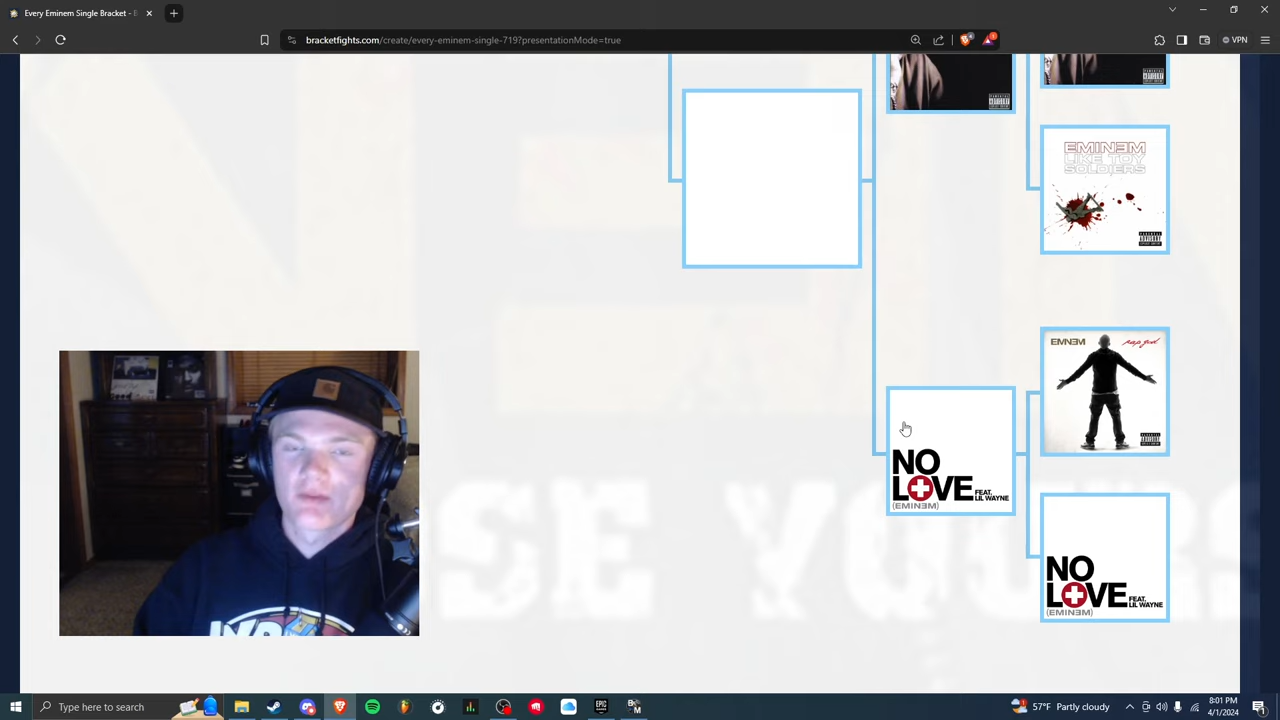 Every Eminem Single Bracket - B
bracketfights.com/create/every-eminem-single-719?presentationMode=true
VPN
EMINEM
LIKE TOY
SOLDIERS
EMINEM
rap god
NO
LOVE FEAT. LIL WAYNE
(EMINEM)
NO
LOVE FEAT. LIL WAYNE
(EMINEM)
Type here to search
57°F Partly cloudy
8:01 PM
4/1/2024